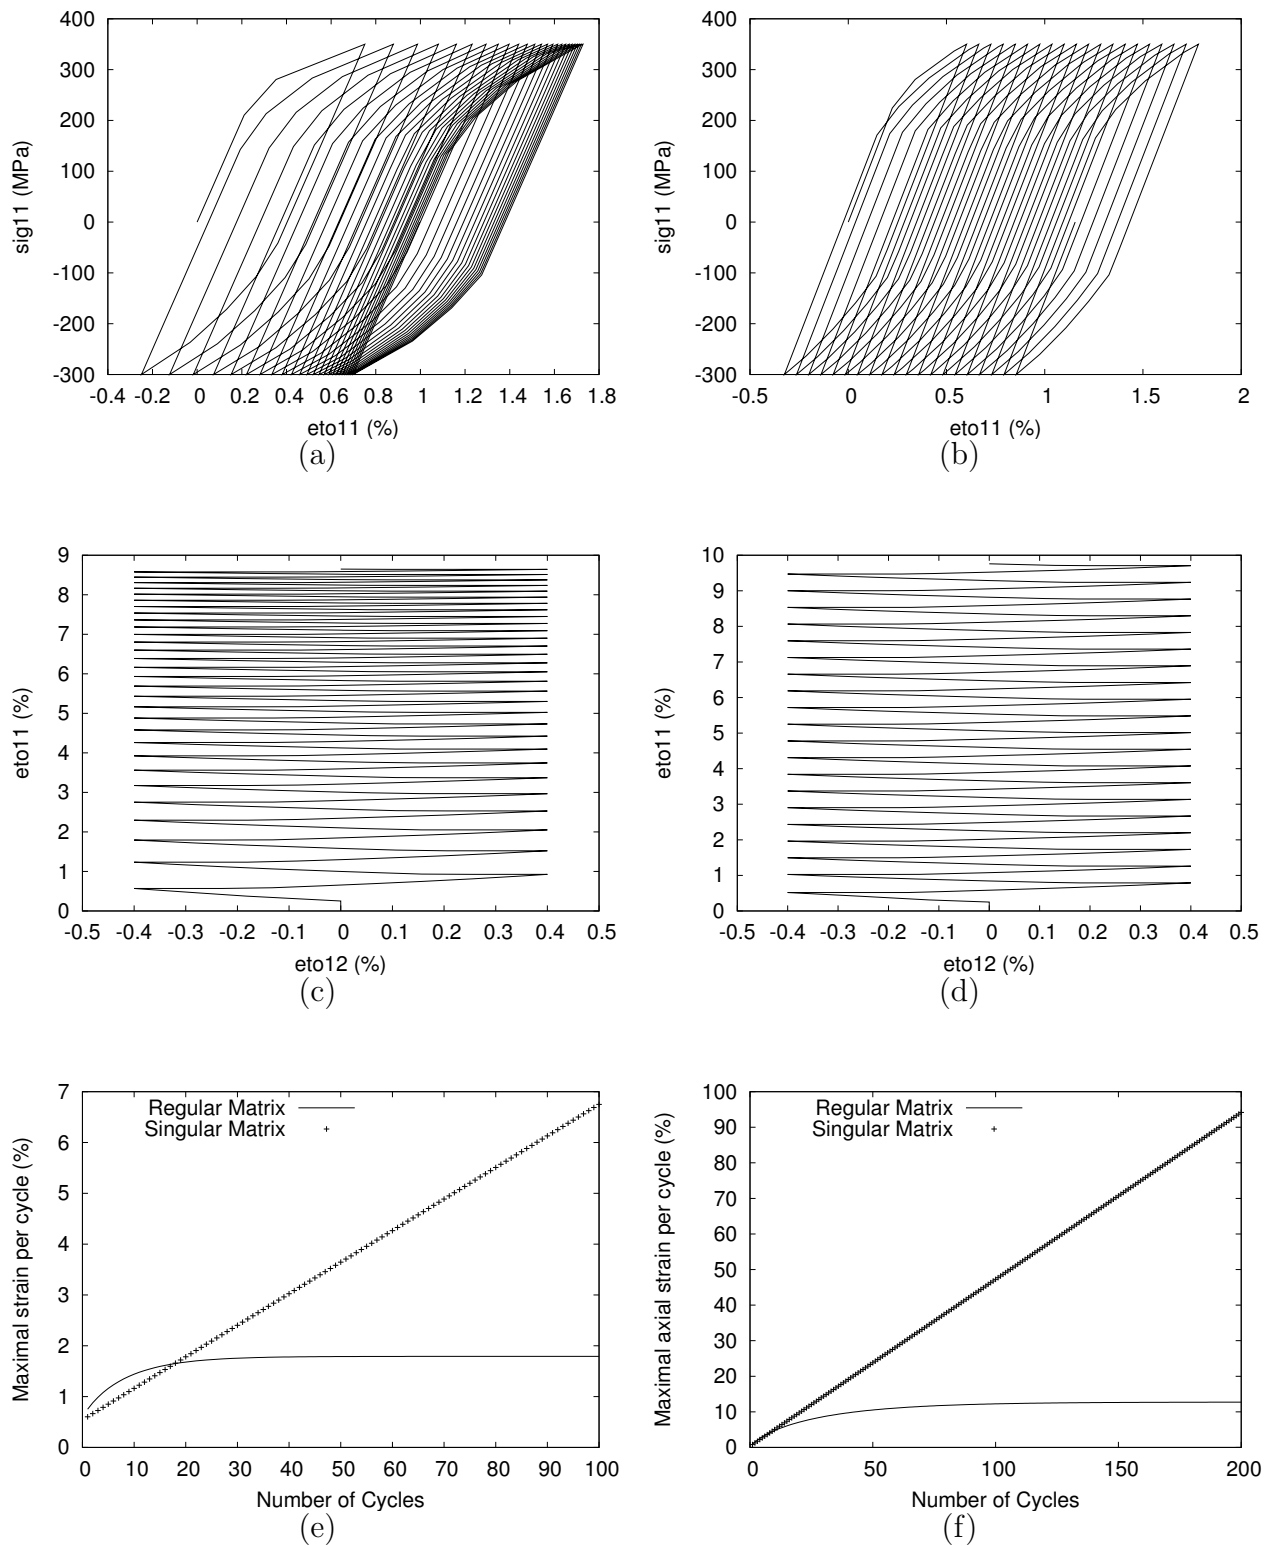 400
300
200
100
0
-100
-200
-300
-0.4 -0.2 0 0.2 0.4 0.6 0.8 1 1.2 1.4 1.6 1.8
sig11 (MPa)
eto11 (%)
(a)
400
300
200
100
0
-100
-200
-300
-0.5 0 0.5 1 1.5 2
sig11 (MPa)
eto11 (%)
(b)
9
8
7
6
5
4
3
2
1
0
-0.5 -0.4 -0.3 -0.2 -0.1 0 0.1 0.2 0.3 0.4 0.5
eto11 (%)
eto12 (%)
(c)
10
9
8
7
6
5
4
3
2
1
0
-0.5 -0.4 -0.3 -0.2 -0.1 0 0.1 0.2 0.3 0.4 0.5
eto11 (%)
eto12 (%)
(d)
7
6
5
4
3
2
1
0
0 10 20 30 40 50 60 70 80 90 100
Maximal strain per cycle (%)
Number of Cycles
Regular Matrix
Singular Matrix
(e)
100
90
80
70
60
50
40
30
20
10
0
0 50 100 150 200
Maximal axial strain per cycle (%)
Number of Cycles
Regular Matrix
Singular Matrix
(f)